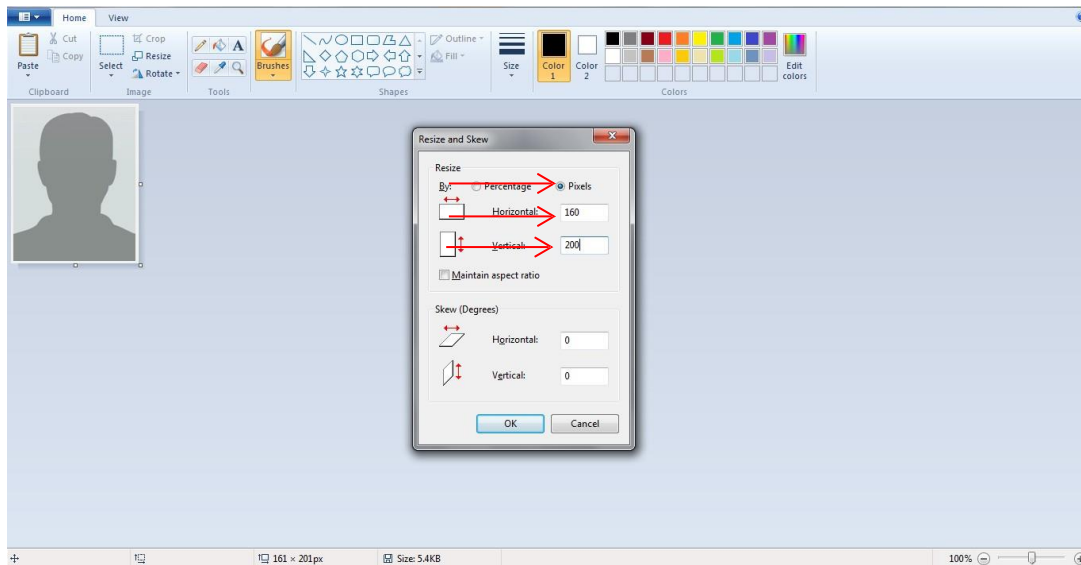 Home View
Cut
Copy
Paste
Clipboard
Select
Crop
Resize
Rotate
Image
A
Tools
Brushes
Outline
Fill
Shapes
Size
Color 1
Color 2
Edit colors
Colors
Resize and Skew
Resize
By: Percentage Pixels
Horizontal: 160
Vertical: 200
Maintain aspect ratio
Skew (Degrees)
Horizontal: 0
Vertical: 0
OK Cancel
161 × 201px Size: 5.4KB 100%